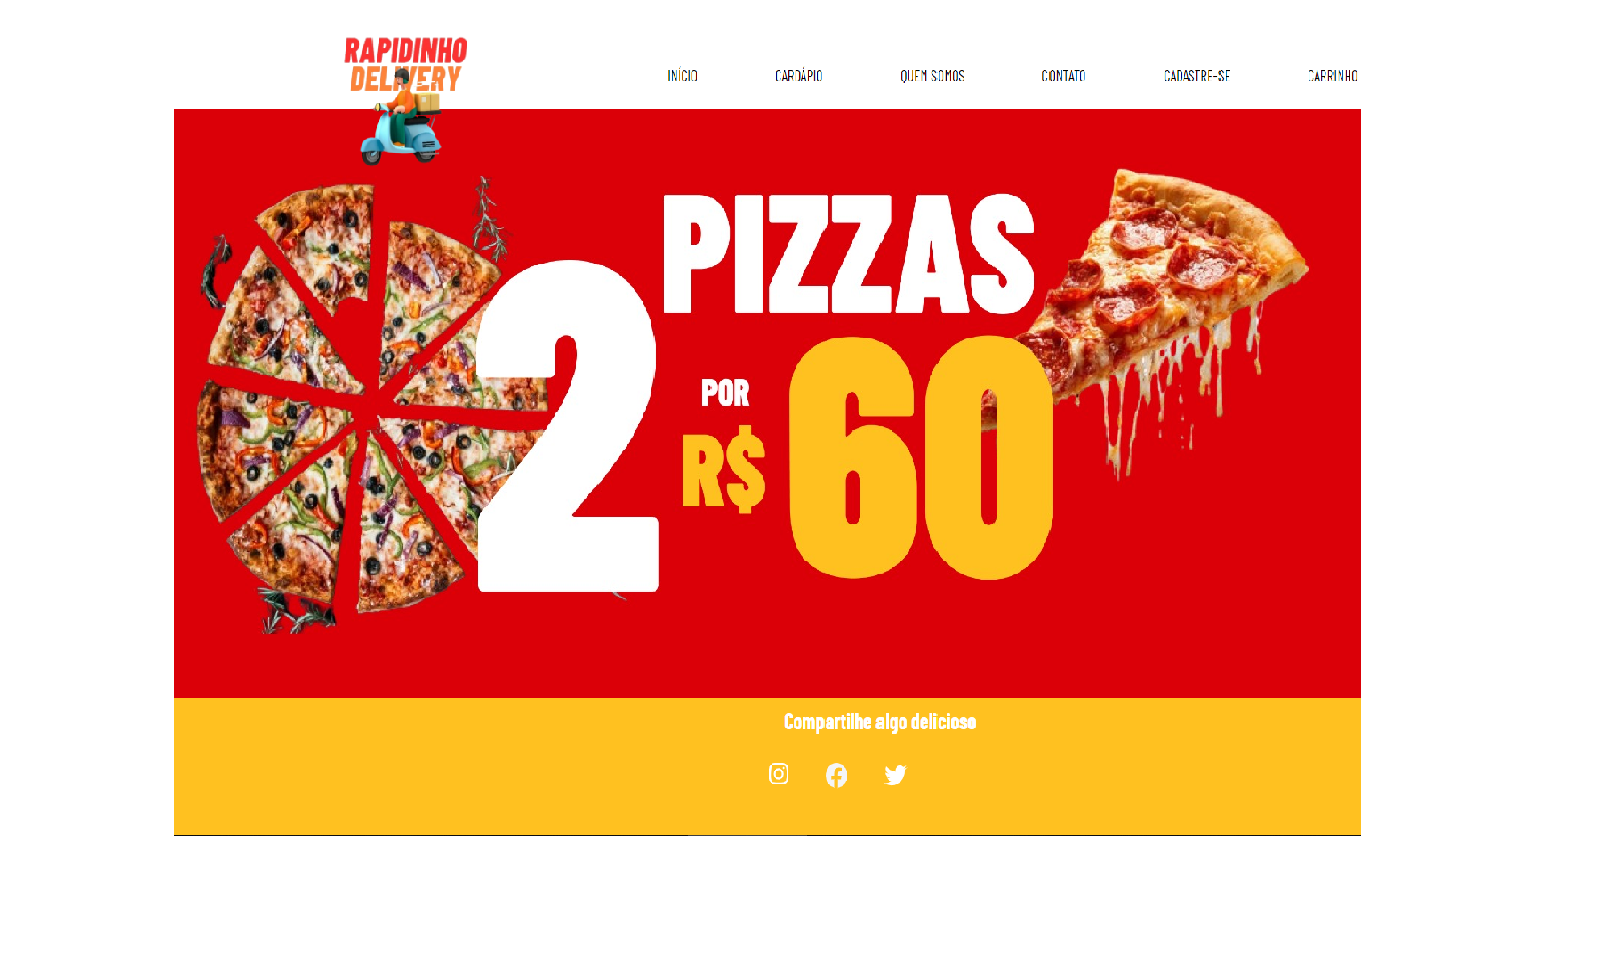 RAPIDINHO
DELIVERY
INÍCIO
CARDÁPIO
QUEM SOMOS
CONTATO
CADASTRE-SE
CARRINHO
2
PIZZAS
POR
R$ 60
Compartilhe algo delicioso